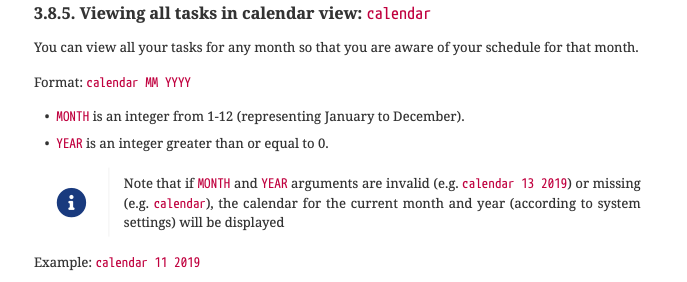 3.8.5. Viewing all tasks in calendar view: calendar
You can view all your tasks for any month so that you are aware of your schedule for that month.
Format: calendar MM YYYY
• MONTH is an integer from 1-12 (representing January to December).
• YEAR is an integer greater than or equal to 0.
Note that if MONTH and YEAR arguments are invalid (e.g. calendar 13 2019) or missing
(e.g. calendar), the calendar for the current month and year (according to system
settings) will be displayed
Example: calendar 11 2019